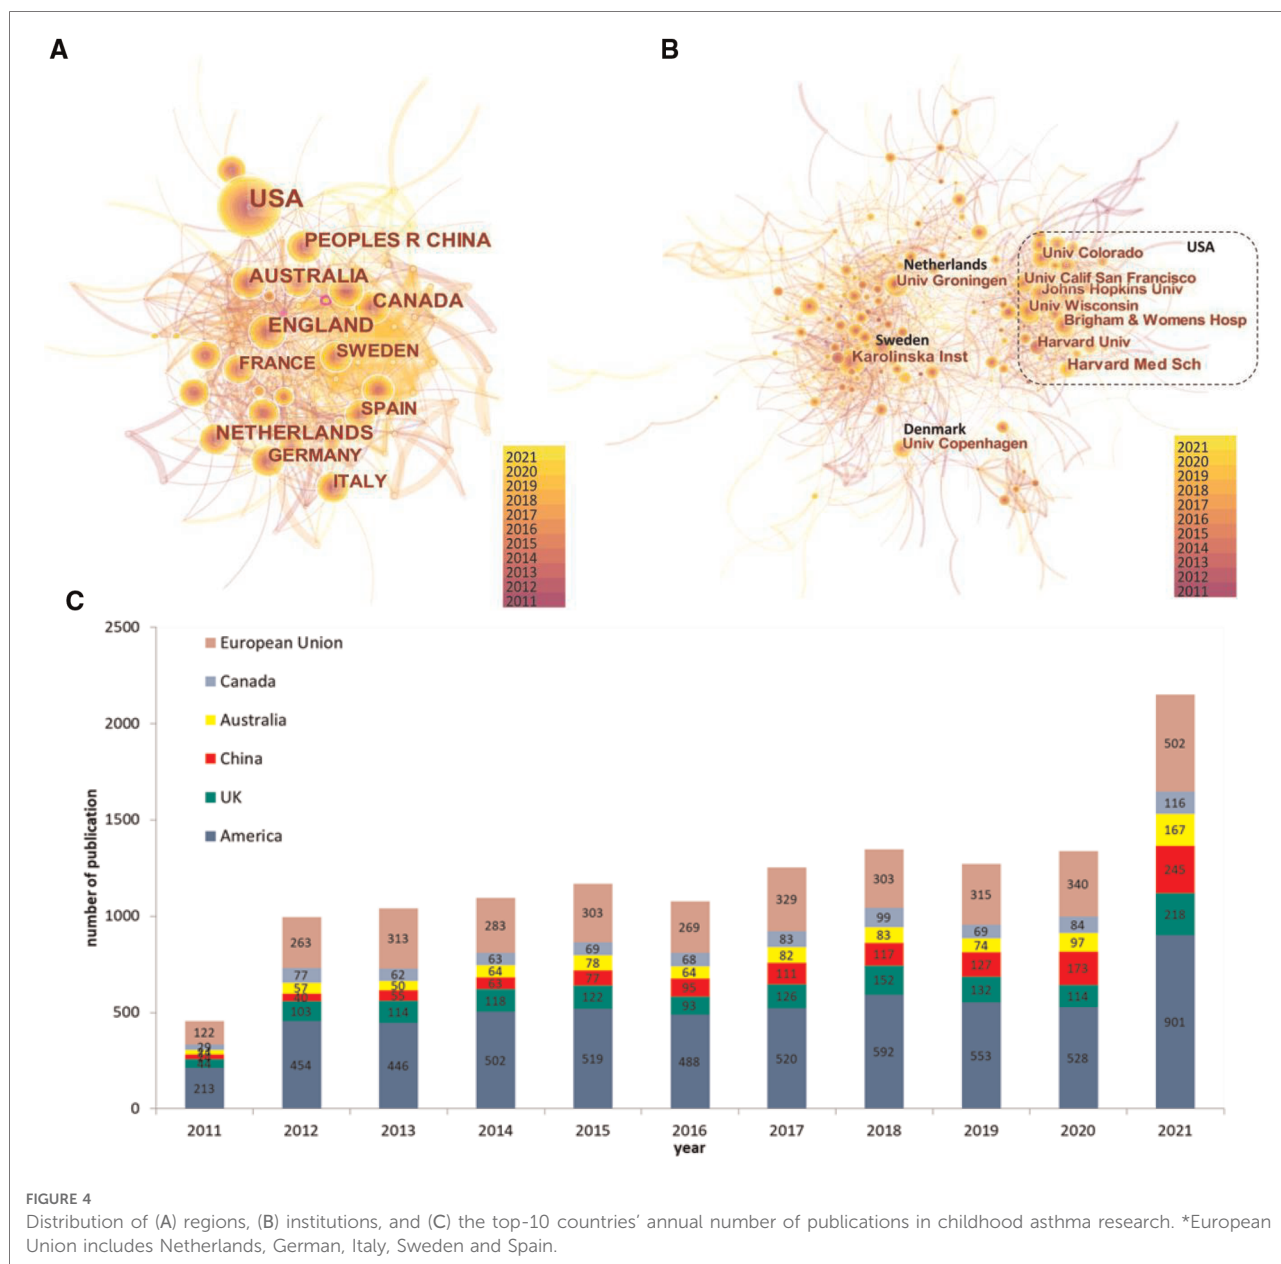 A
USA
PEOPLES R CHINA
AUSTRALIA
CANADA
ENGLAND
SWEDEN
FRANCE
SPAIN
NETHERLANDS
GERMANY
ITALY
2021
2020
2019
2018
2017
2016
2015
2014
2013
2012
2011
B
USA
Univ Colorado
Netherlands
Univ Groningen
Univ Calif San Francisco
Johns Hopkins Univ
Univ Wisconsin
Brigham & Womens Hosp
Sweden
Harvard Univ
Karolinska Inst
Harvard Med Sch
Denmark
Univ Copenhagen
2021
2020
2019
2018
2017
2016
2015
2014
2013
2012
2011
C
number of publication
2500
2000
1500
1000
500
0
European Union
Canada
Australia
China
UK
America
122
29
44
213
263
77
57
40
103
454
313
62
50
55
114
446
283
63
64
63
118
502
303
69
78
77
122
519
269
68
64
95
93
488
329
83
82
111
126
520
303
99
83
117
152
592
315
69
74
127
132
553
340
84
97
173
114
528
502
116
167
245
218
901
2011 2012 2013 2014 2015 2016 2017 2018 2019 2020 2021
year
FIGURE 4
Distribution of (A) regions, (B) institutions, and (C) the top-10 countries' annual number of publications in childhood asthma research. *European
Union includes Netherlands, German, Italy, Sweden and Spain.